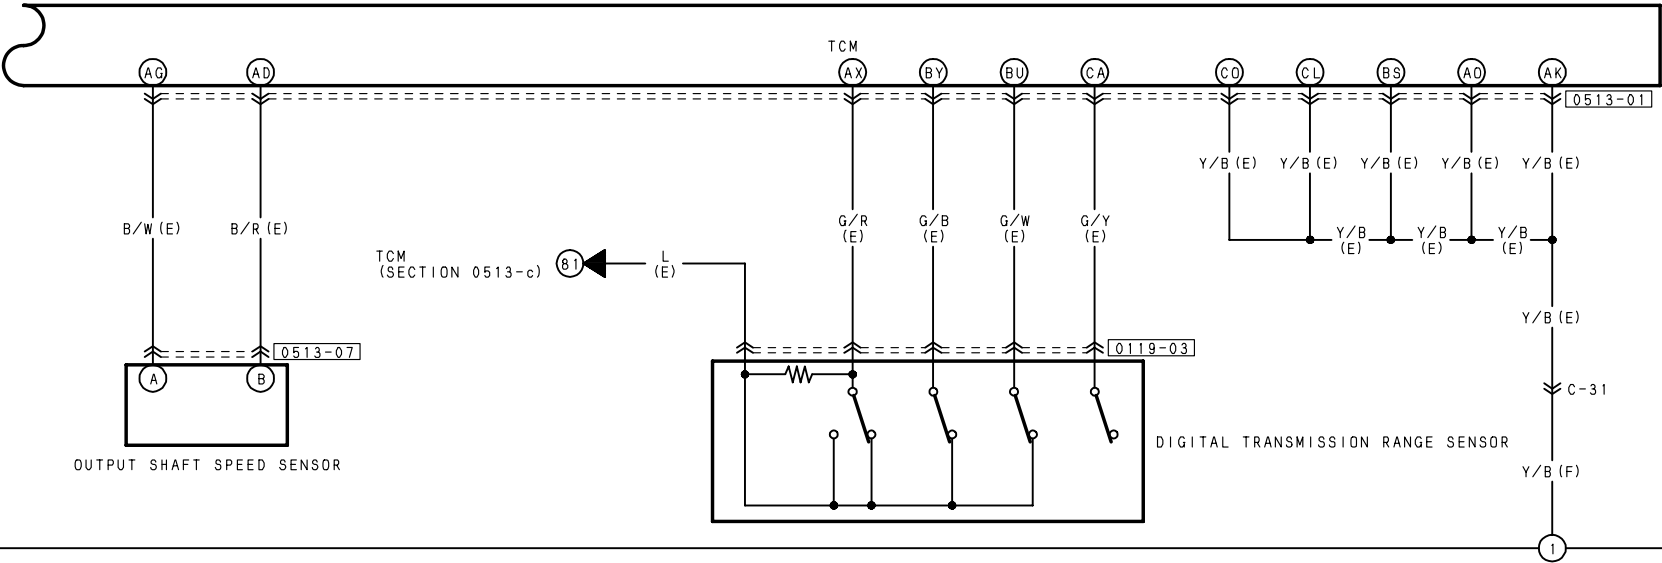 TCM
AG AD AX BY BU CA CO CL BS AO AK
0513-01
Y/B (E) Y/B (E) Y/B (E) Y/B (E) Y/B (E)
B/W (E) B/R (E) G/R (E) G/B (E) G/W (E) G/Y (E)
Y/B (E) Y/B (E) Y/B (E)
TCM
(SECTION 0513-c) 81 L (E)
Y/B (E)
0513-07 0119-03
A B
C-31
DIGITAL TRANSMISSION RANGE SENSOR
OUTPUT SHAFT SPEED SENSOR
Y/B (F)
1